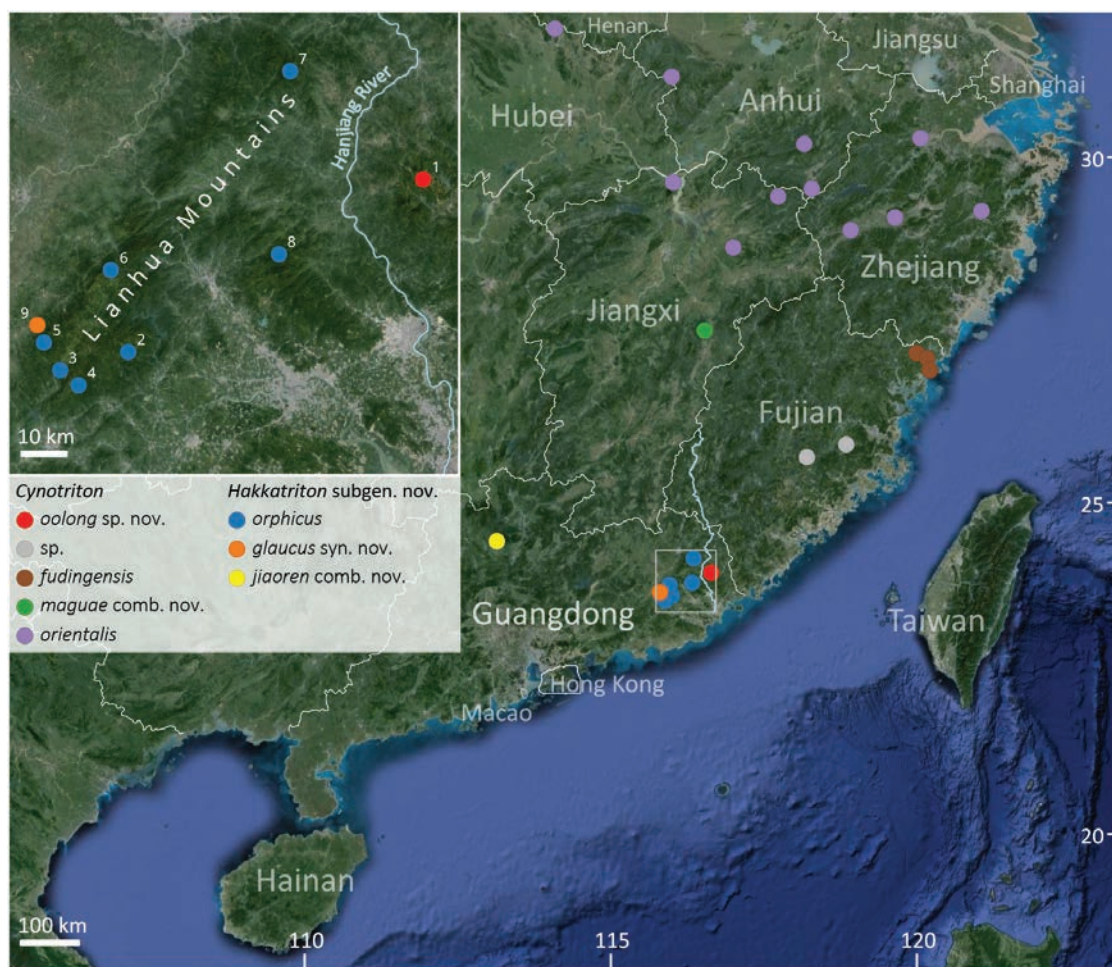 Henan
Jiangsu
Shanghai
Anhui
Hubei
30
Zhejiang
Jiangxi
Fujian
25
Guangdong
Taiwan
Hong Kong
Macao
20
Hainan
100 km
110
115
120
7
Hanjiang River
1
Lianhua Mountains
8
6
9
5
2
3
4
10 km
Cynotriton
oolong sp. nov.
sp.
fudingensis
maguae comb. nov.
orientalis
Hakkatriton subgen. nov.
orphicus
glaucus syn. nov.
jiaoren comb. nov.